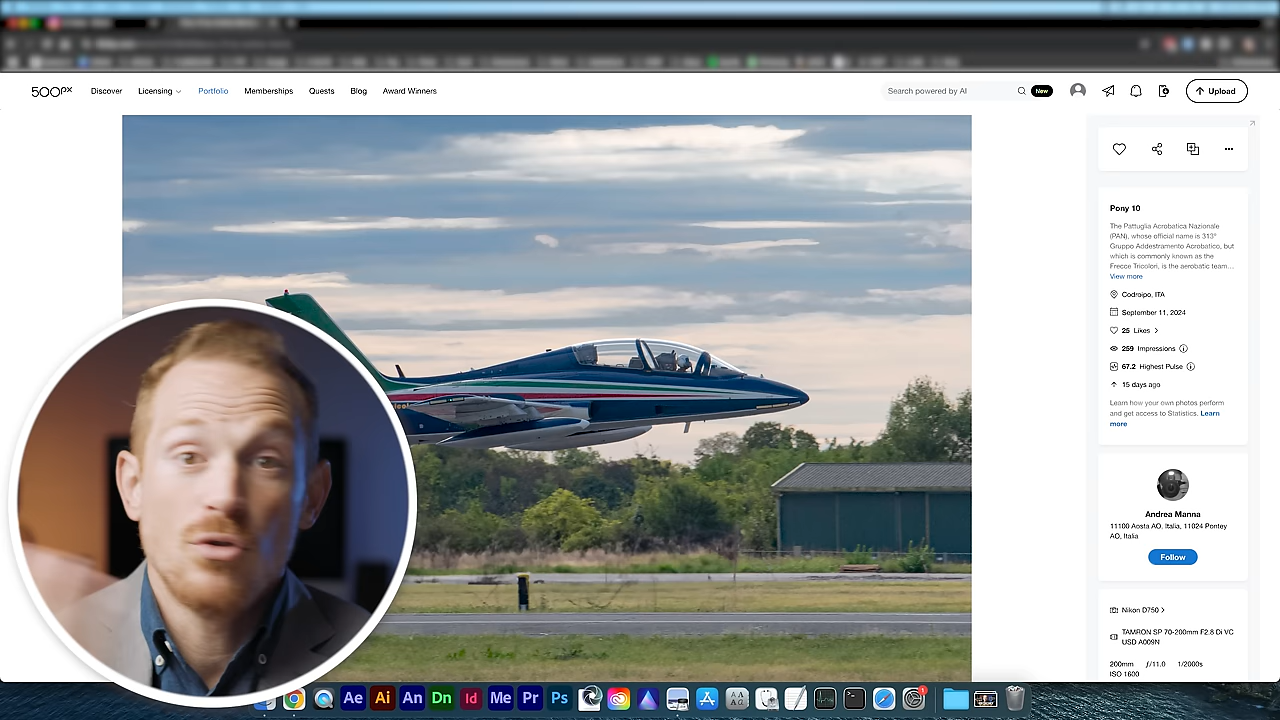 500px
Discover
Licensing
Portfolio
Memberships
Quests
Blog
Award Winners
Search powered by AI
New
Upload
Pony 10
The Pattuglia Acrobatica Nazionale
(PAN), whose official name is 313°
Gruppo Addestramento Acrobatico, but
which is commonly known as the
Frecce Tricolori, is the aerobatic team...
View more
Codroipo, ITA
September 11, 2024
25 Likes
259 Impressions
67.2 Highest Pulse
15 days ago
Learn how your own photos perform
and get access to Statistics. Learn
more
Andrea Manna
11100 Aosta AO, Italia, 11024 Pontey
AO, Italia
Follow
Nikon D750
TAMRON SP 70-200mm F2.8 Di VC
USD A009N
200mm ƒ/11.0 1/2000s
ISO 1600
Ae Ai An Dn Id Me Pr Ps